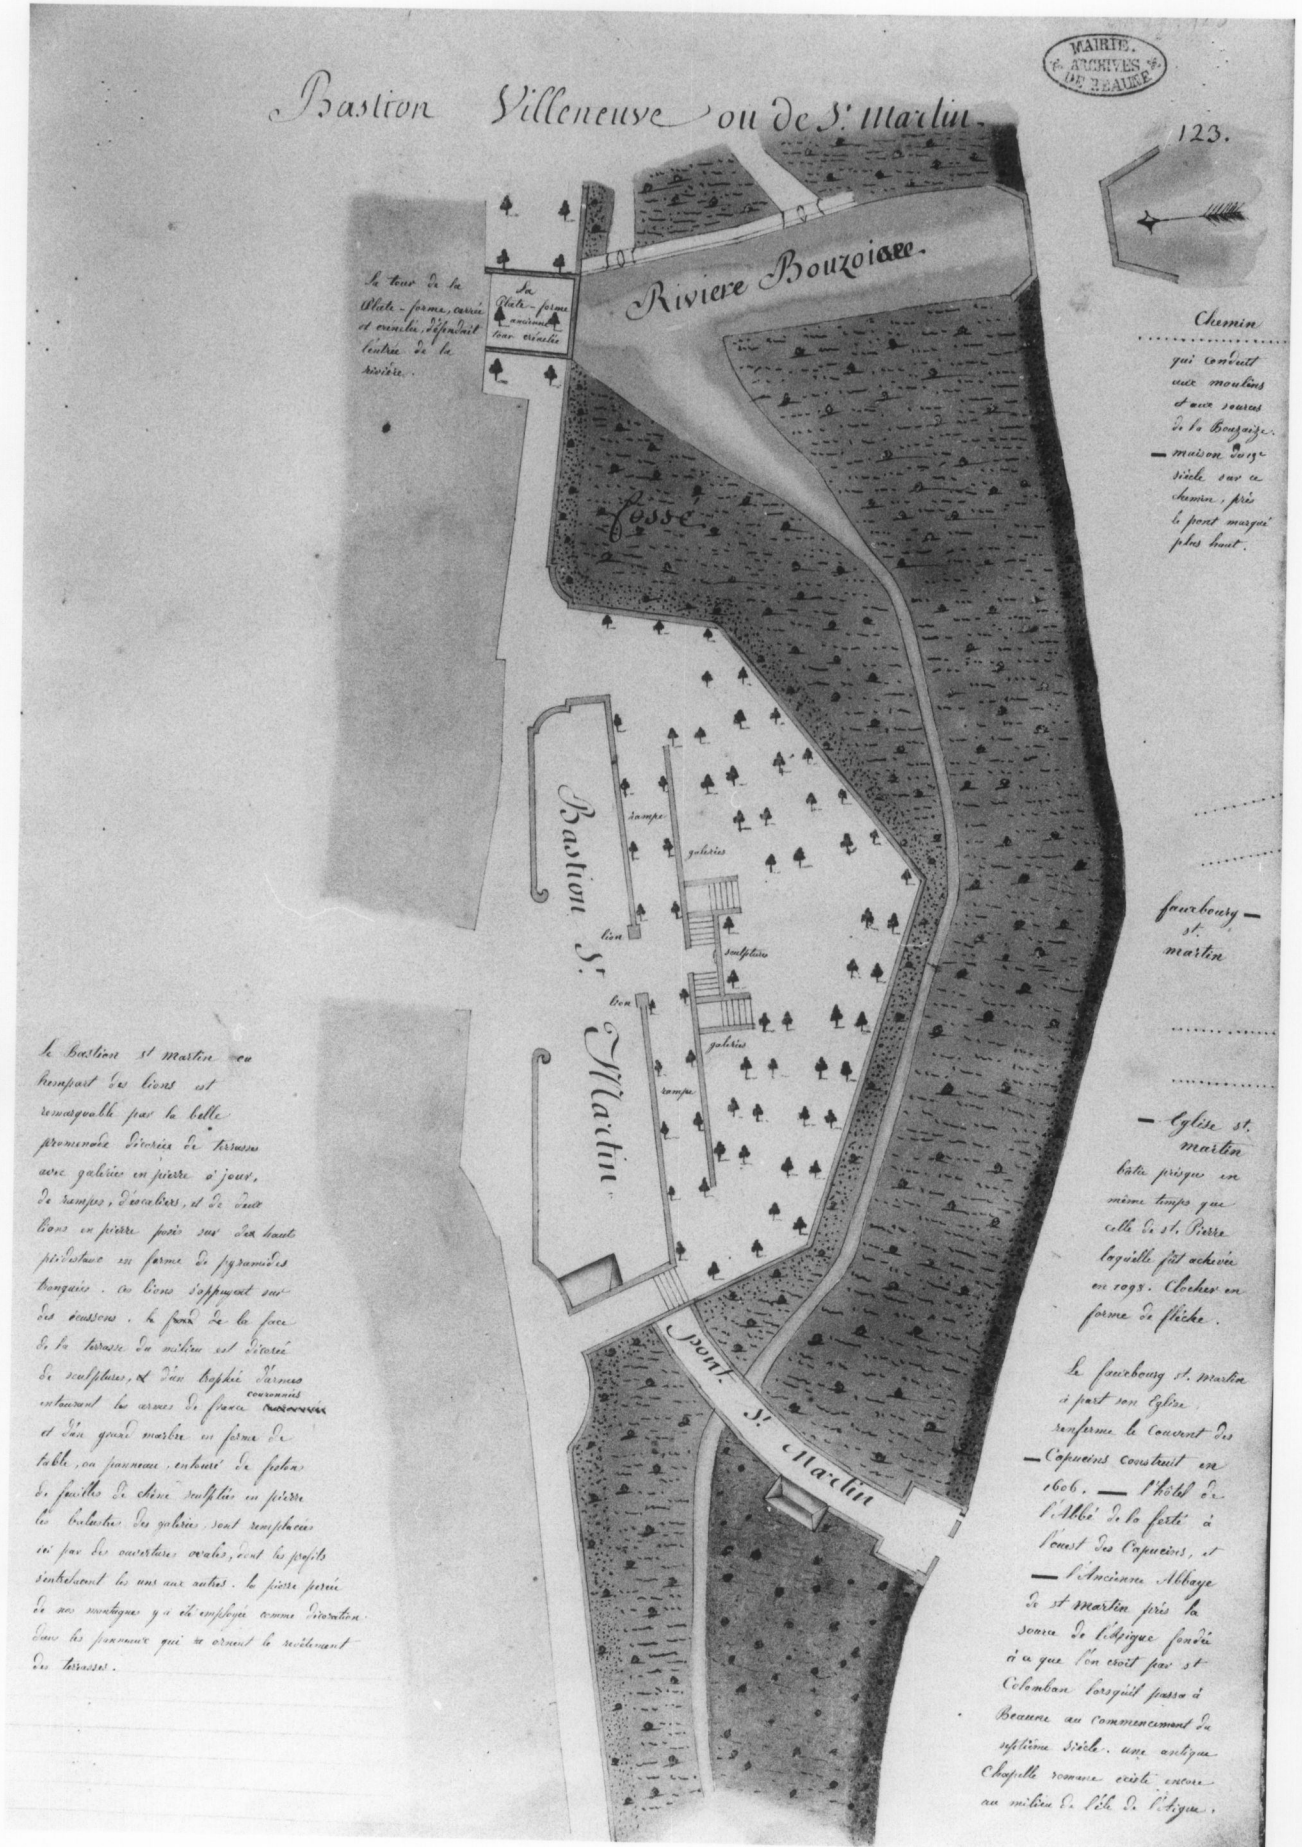 MAIRIE.
ARCHIVES
DE BEAUNE
Bastion Villeneuve ou de St. Martin.
123.
La tour de la
Plate-forme, carrée
et crénelée, défendait
l'entrée de la
rivière.
La
Plate-forme
ancienne
tour crénelée
Riviere Bouzoise
fossé
Chemin
qui conduit
aux moulins
et aux sources
de la Bouzaize.
— maison du 12e
siècle sur ce
chemin, près
le pont marqué
plus haut.
Bastion St. Martin
rampe
galeries
lion
sculptures
lion
galeries
rampe
fauxbourg —
st.
martin
pont St. Martin
le Bastion st martin ou
Rempart des lions est
remarquable par la belle
promenade décorée de terrasses
avec galeries en pierre à jour,
de rampes, d'escaliers, et de deux
lions en pierre posés sur des hauts
piédestaux en forme de pyramides
tronquées. ces lions s'appuyent sur
des écussons. le fond de la face
de la terrasse du milieu est décorée
de sculptures, et d'un trophée d'armes
couronnées
entourant les armes de france
et d'un grand marbre en forme de
table, ou panneau, entouré de feston
de feuilles de chêne sculptées en pierre
les balustres des galeries sont remplacées
ici par des ouvertures ovales, dont les profils
s'entrelacent les uns aux autres. la pierre percée
de nos montagnes y a été employée comme décoration
dans les panneaux qui ornent le revêtement
des terrasses.
— Eglise st.
martin
bâtie presque en
même temps que
celle de st. Pierre
laquelle fût achevée
en 1098. Clocher en
forme de flèche.
Le fauxbourg st. martin
à part son Eglise,
renferme le Couvent des
— Capucins construit en
1606. — l'hôtel de
l'Abbé de la ferté à
l'ouest des Capucins, et
— l'Ancienne Abbaye
de st martin près la
source de l'Aigue fondée
à ce que l'on croit par st
Colomban lorsqu'il passa à
Beaune au commencement du
septième siècle. une antique
Chapelle romane existe encore
au milieu de l'île de l'Aigue.